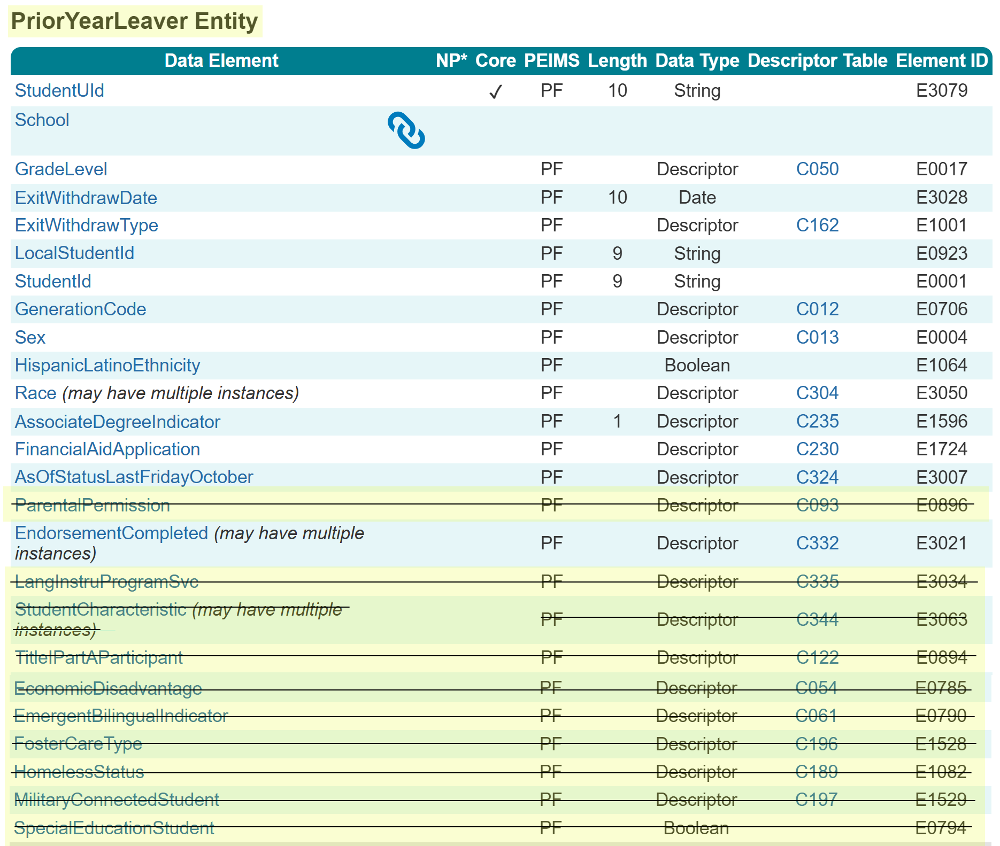 PriorYearLeaver Entity
Data Element NP* Core PEIMS Length Data Type Descriptor Table Element ID
StudentUId ✓ PF 10 String E3079
School
GradeLevel PF Descriptor C050 E0017
ExitWithdrawDate PF 10 Date E3028
ExitWithdrawType PF Descriptor C162 E1001
LocalStudentId PF 9 String E0923
StudentId PF 9 String E0001
GenerationCode PF Descriptor C012 E0706
Sex PF Descriptor C013 E0004
HispanicLatinoEthnicity PF Boolean E1064
Race (may have multiple instances) PF Descriptor C304 E3050
AssociateDegreeIndicator PF 1 Descriptor C235 E1596
FinancialAidApplication PF Descriptor C230 E1724
AsOfStatusLastFridayOctober PF Descriptor C324 E3007
ParentalPermission PF Descriptor C093 E0896
EndorsementCompleted (may have multiple
instances) PF Descriptor C332 E3021
LangInstruProgramSvc PF Descriptor C335 E3034
StudentCharacteristic (may have multiple
instances) PF Descriptor C344 E3063
TitleIPartAParticipant PF Descriptor C122 E0894
EconomicDisadvantage PF Descriptor C054 E0785
EmergentBilingualIndicator PF Descriptor C061 E0790
FosterCareType PF Descriptor C196 E1528
HomelessStatus PF Descriptor C189 E1082
MilitaryConnectedStudent PF Descriptor C197 E1529
SpecialEducationStudent PF Boolean E0794